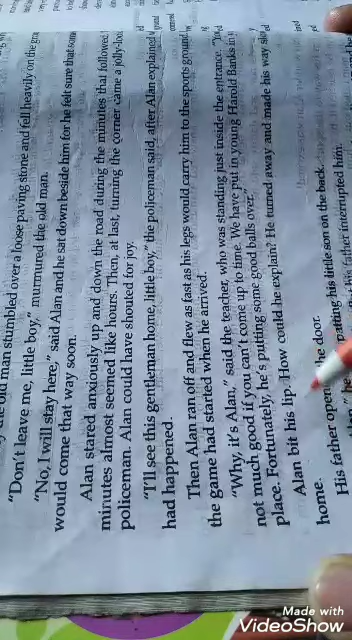 man stumbled over a loose paving stone and fell heavily on the
"Don't leave me, little boy," murmured the old man.
"No, I will stay here," said Alan and he sat down beside him for he felt sure that
would come that way soon.
Alan stared anxiously up and down the road during the minutes that followed
minutes almost seemed like hours. Then, at last, turning the corner came a
policeman. Alan could have shouted for joy.
"I'll see this gentleman home, little boy," the policeman said, after Alan explained
had happened.
Then Alan ran off and flew as fast as his legs would carry him to the sports ground
the game had started when he arrived.
"Why, it's Alan," said the teacher, who was standing just inside the entrance.
not much good if you can't come up to time. We have put in young Harold Banks in
place. Fortunately, he's putting some good balls over."
Alan bit his lip. How could he explain? He turned away and made his way
home.
His father the door.
he patting his little son on the back.
his father interrupted him.
Made with
VideoShow